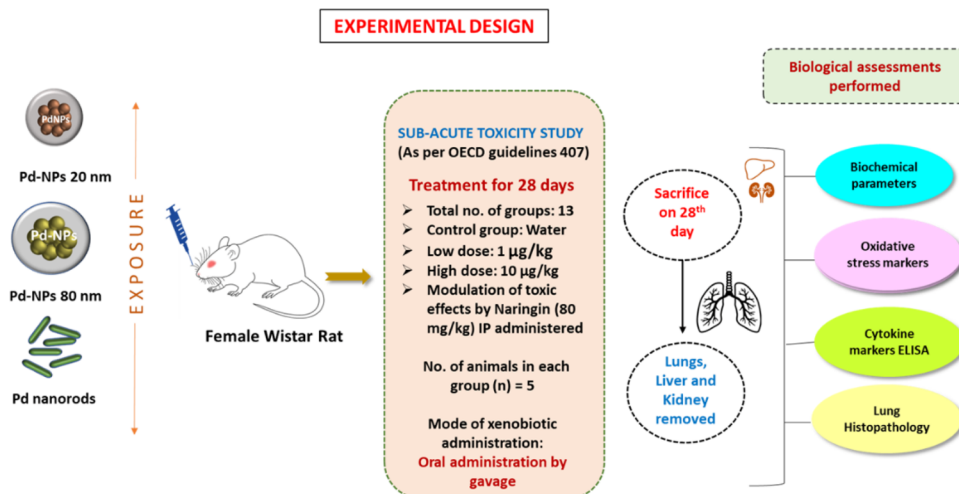 EXPERIMENTAL DESIGN
PdNPs
Pd-NPs 20 nm
Pd-NPs
Pd-NPs 80 nm
Pd nanorods
EXPOSURE
Female Wistar Rat
SUB-ACUTE TOXICITY STUDY
(As per OECD guidelines 407)
Treatment for 28 days
➢ Total no. of groups: 13
➢ Control group: Water
➢ Low dose: 1 µg/kg
➢ High dose: 10 µg/kg
➢ Modulation of toxic
effects by Naringin (80
mg/kg) IP administered
No. of animals in each
group (n) = 5
Mode of xenobiotic
administration:
Oral administration by
gavage
Sacrifice
on 28th
day
Lungs,
Liver and
Kidney
removed
Biological assessments
performed
Biochemical
parameters
Oxidative
stress markers
Cytokine
markers ELISA
Lung
Histopathology